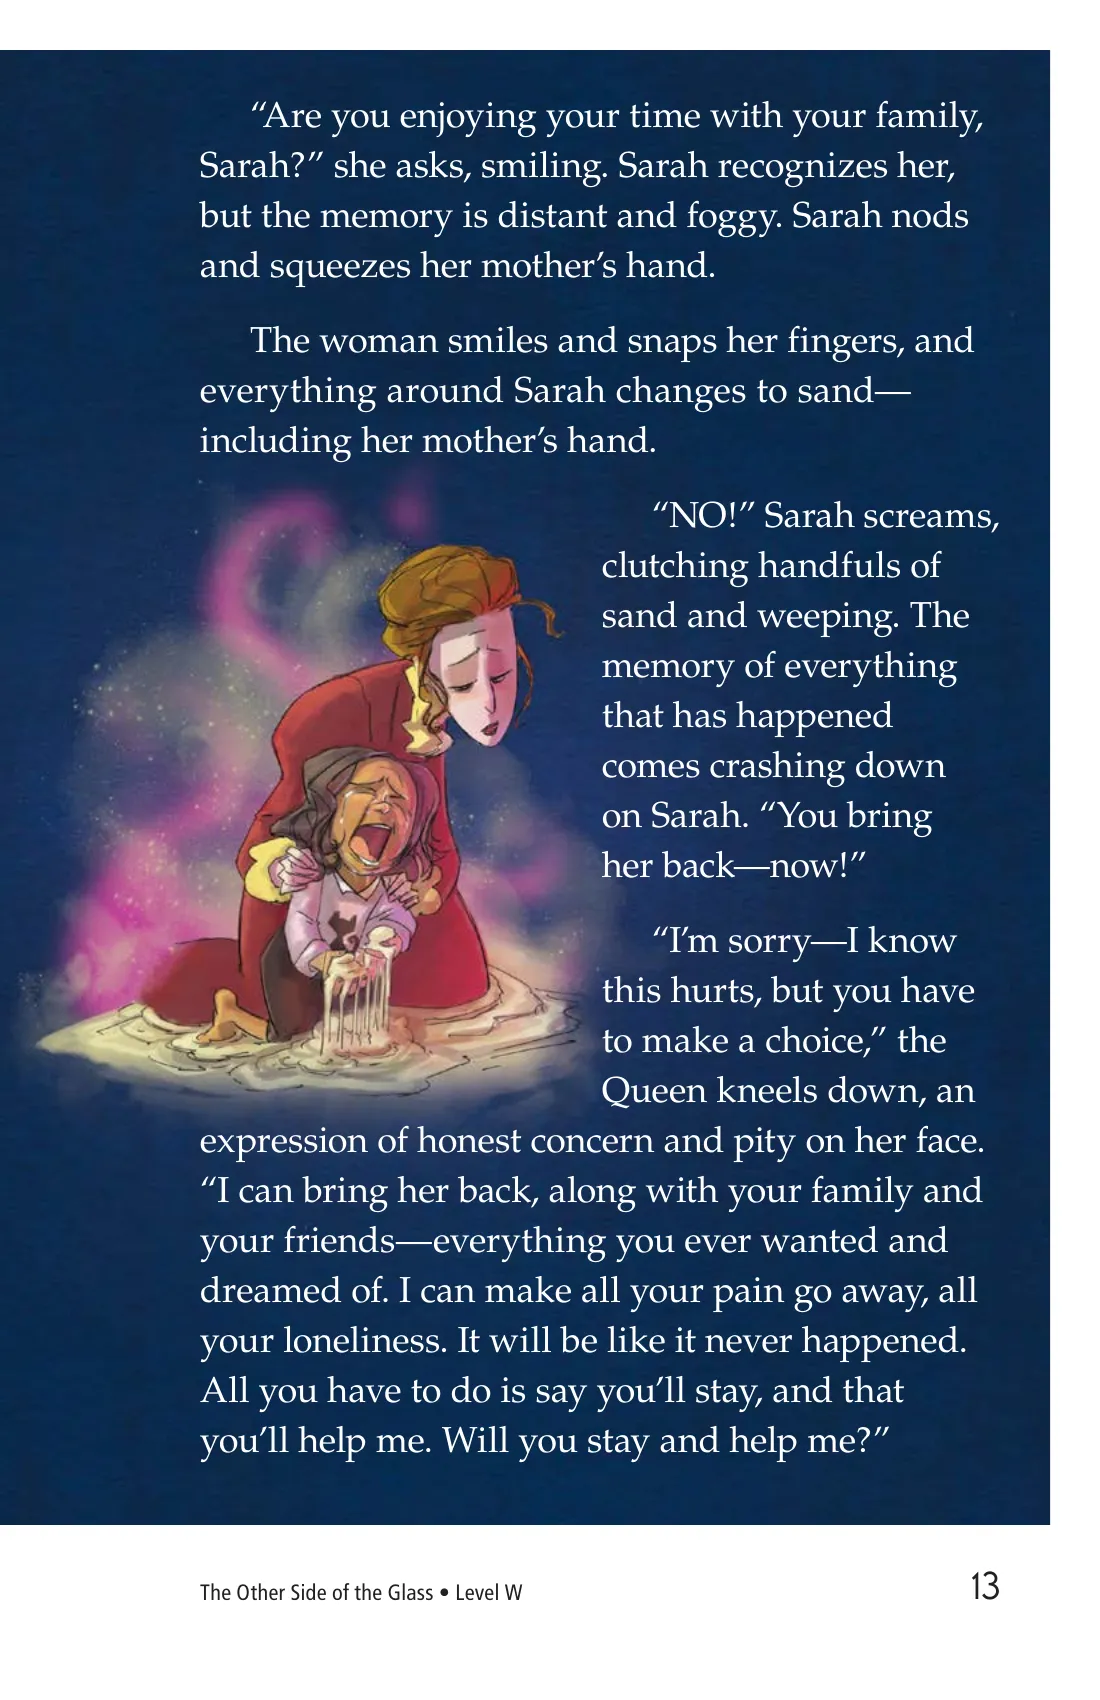 “Are you enjoying your time with your family,
Sarah?” she asks, smiling. Sarah recognizes her,
but the memory is distant and foggy. Sarah nods
and squeezes her mother’s hand.
The woman smiles and snaps her fingers, and
everything around Sarah changes to sand—
including her mother’s hand.
“NO!” Sarah screams,
clutching handfuls of
sand and weeping. The
memory of everything
that has happened
comes crashing down
on Sarah. “You bring
her back—now!”
“I’m sorry—I know
this hurts, but you have
to make a choice,” the
Queen kneels down, an
expression of honest concern and pity on her face.
“I can bring her back, along with your family and
your friends—everything you ever wanted and
dreamed of. I can make all your pain go away, all
your loneliness. It will be like it never happened.
All you have to do is say you’ll stay, and that
you’ll help me. Will you stay and help me?”
The Other Side of the Glass • Level W
13